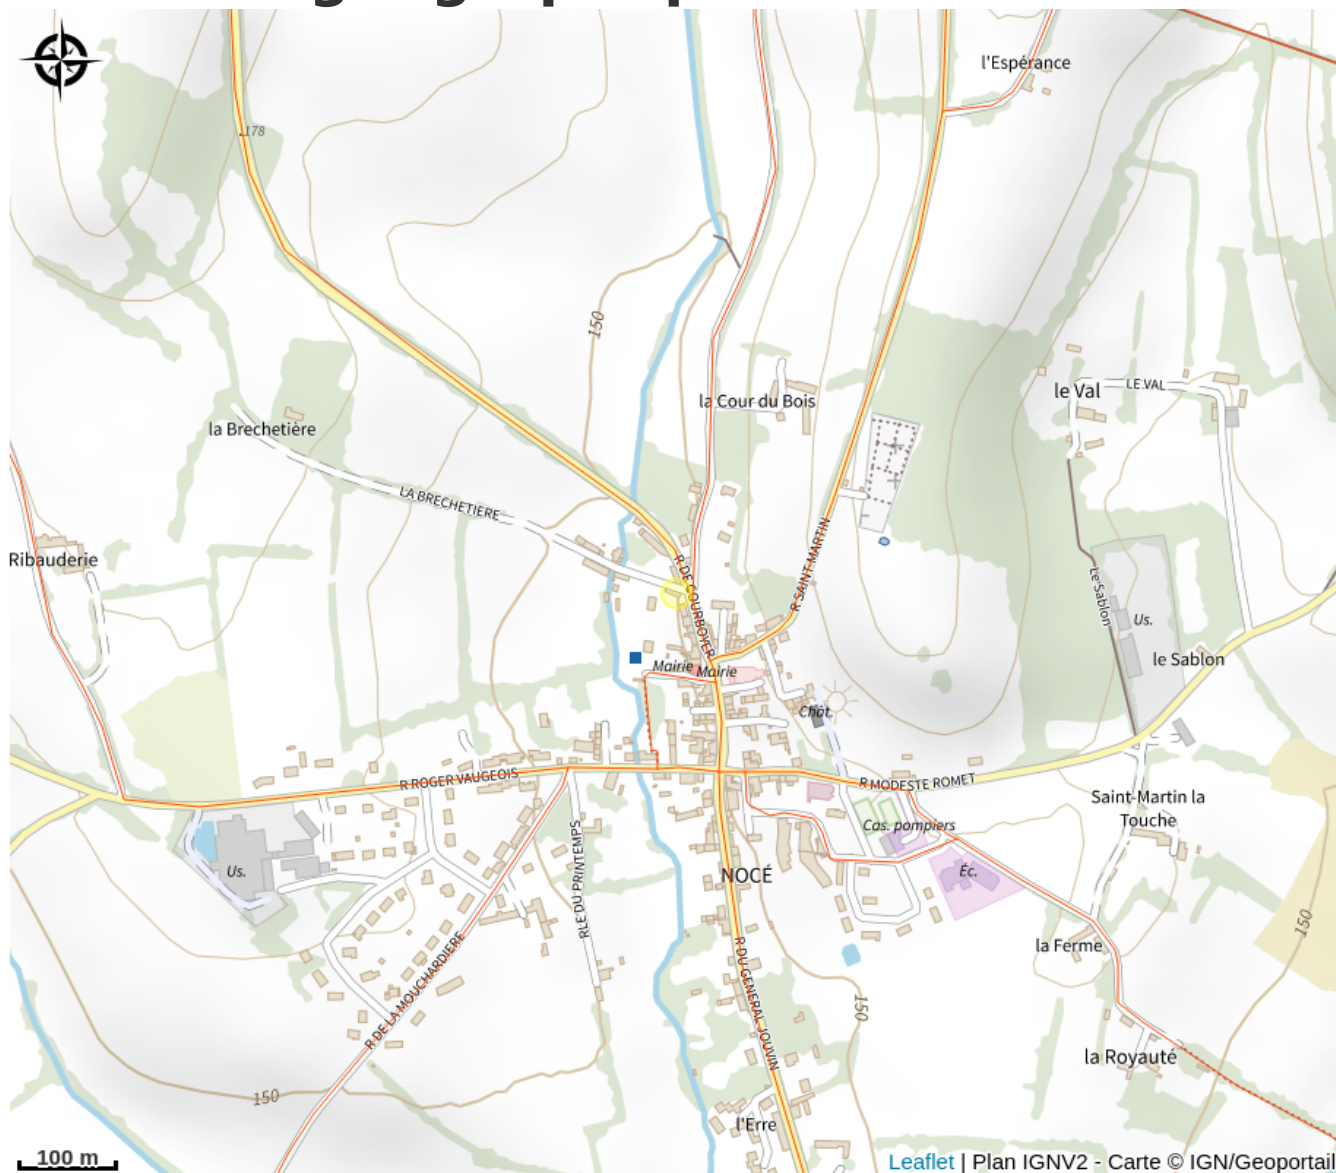 l'Espérance
178
150
la Cour du Bois
le Val
LE VAL
la Brechetière
LA BRECHETIERE
R SAINT-MARTIN
Ribauderie
R DE COURBOYER
Le Sablon
Us.
le Sablon
Mairie
Mairie
Chât.
R ROGER VAUGEOIS
R MODESTE ROMET
Saint-Martin la
Touche
Cas. pompiers
RLE DU PRINTEMPS
Us.
NOCÉ
Éc.
150
R DE LA MOUCHARDIERE
R DU GENERAL JOUVIN
la Ferme
150
la Royauté
150
l'Erre
100 m
Leaflet | Plan IGNV2 - Carte © IGN/Geoportail